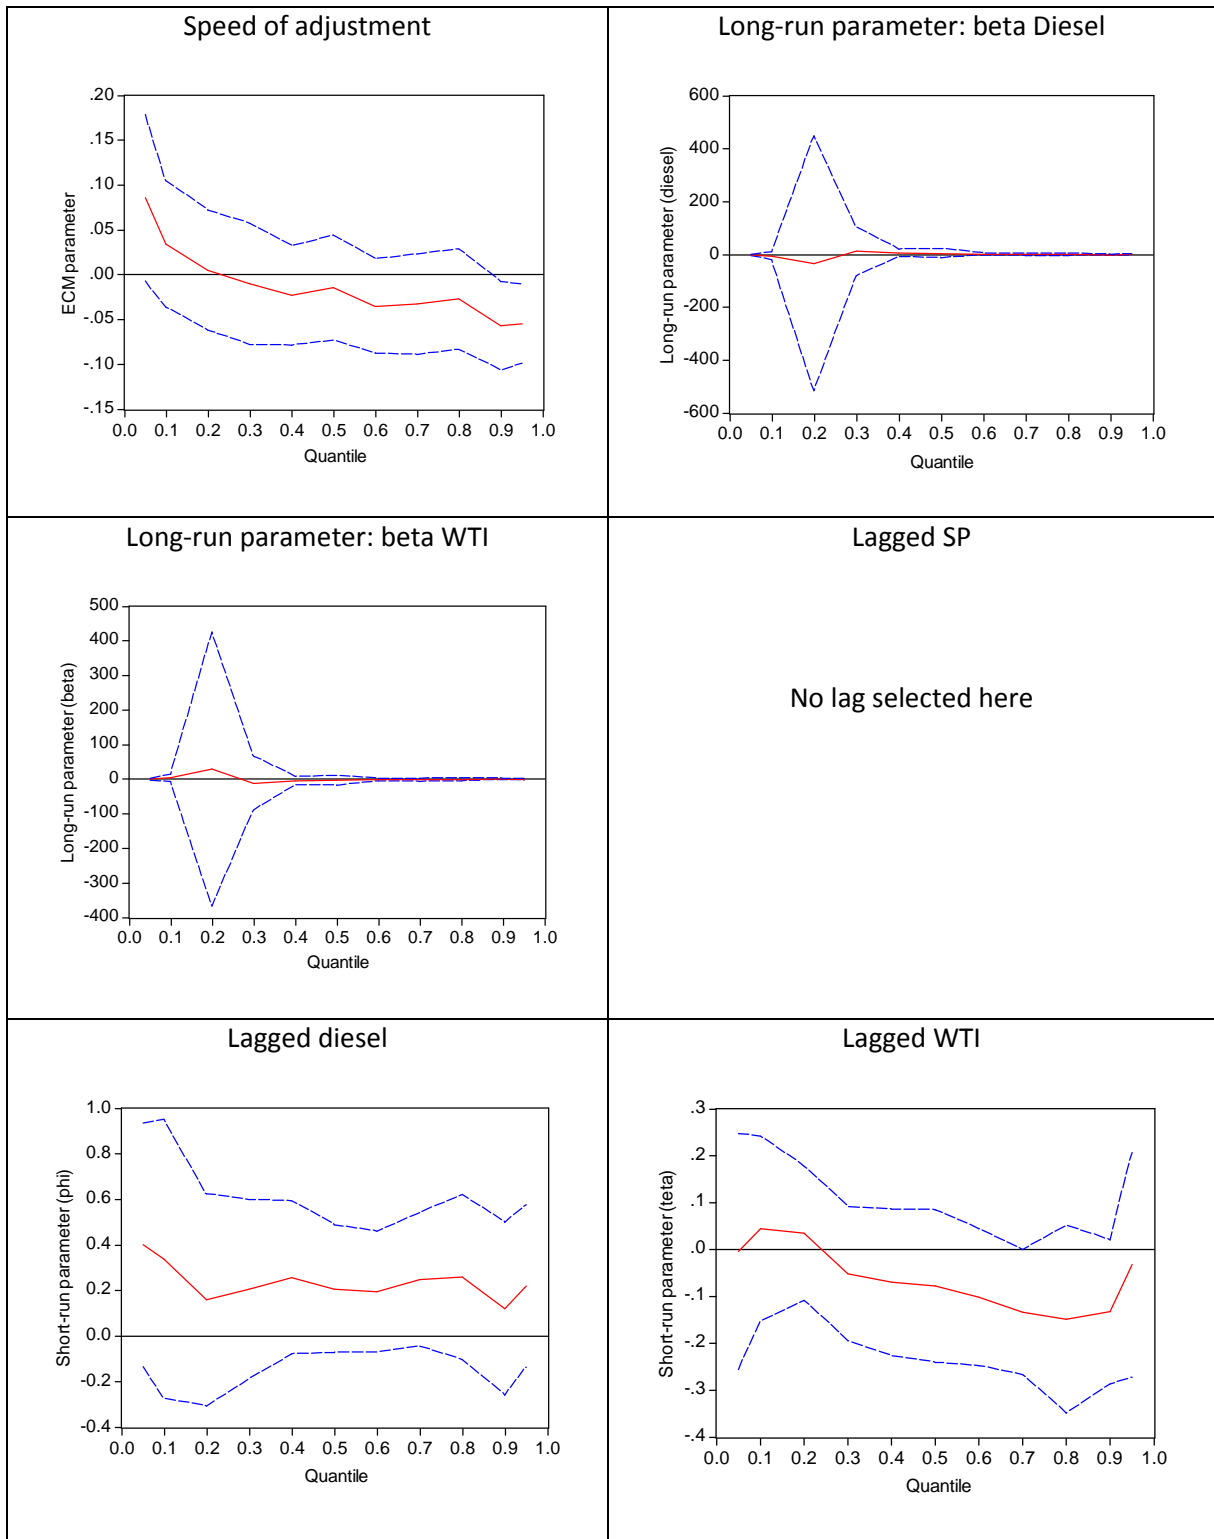 Speed of adjustment
.20
.15
.10
.05
.00
-.05
-.10
-.15
ECM parameter
0.0 0.1 0.2 0.3 0.4 0.5 0.6 0.7 0.8 0.9 1.0
Quantile
Long-run parameter: beta Diesel
600
400
200
0
-200
-400
-600
Long-run parameter (diesel)
0.0 0.1 0.2 0.3 0.4 0.5 0.6 0.7 0.8 0.9 1.0
Quantile
Long-run parameter: beta WTI
500
400
300
200
100
0
-100
-200
-300
-400
Long-run parameter (beta)
0.0 0.1 0.2 0.3 0.4 0.5 0.6 0.7 0.8 0.9 1.0
Quantile
Lagged SP
No lag selected here
Lagged diesel
1.0
0.8
0.6
0.4
0.2
0.0
-0.2
-0.4
Short-run parameter (phi)
0.0 0.1 0.2 0.3 0.4 0.5 0.6 0.7 0.8 0.9 1.0
Quantile
Lagged WTI
.3
.2
.1
.0
-.1
-.2
-.3
-.4
Short-run parameter (teta)
0.0 0.1 0.2 0.3 0.4 0.5 0.6 0.7 0.8 0.9 1.0
Quantile